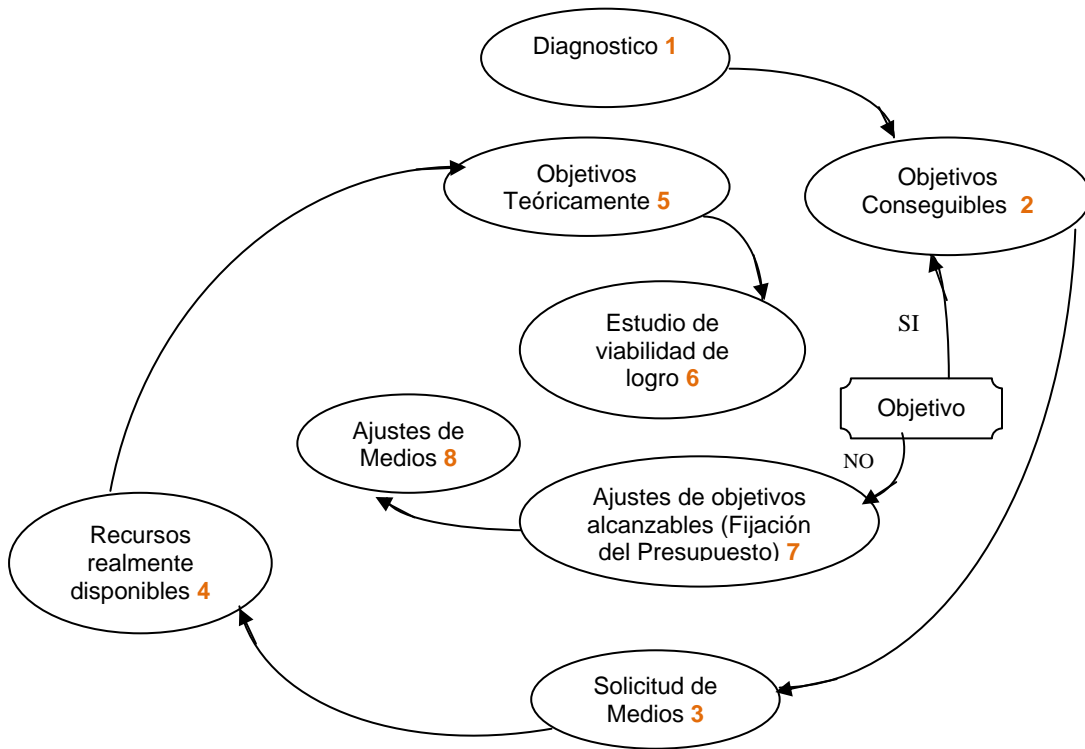 Diagnostico 1
Objetivos
Teóricamente 5
Objetivos
Conseguibles 2
Estudio de
viabilidad de
logro 6
SI
Objetivo
NO
Ajustes de
Medios 8
Ajustes de objetivos
alcanzables (Fijación
del Presupuesto) 7
Recursos
realmente
disponibles 4
Solicitud de
Medios 3